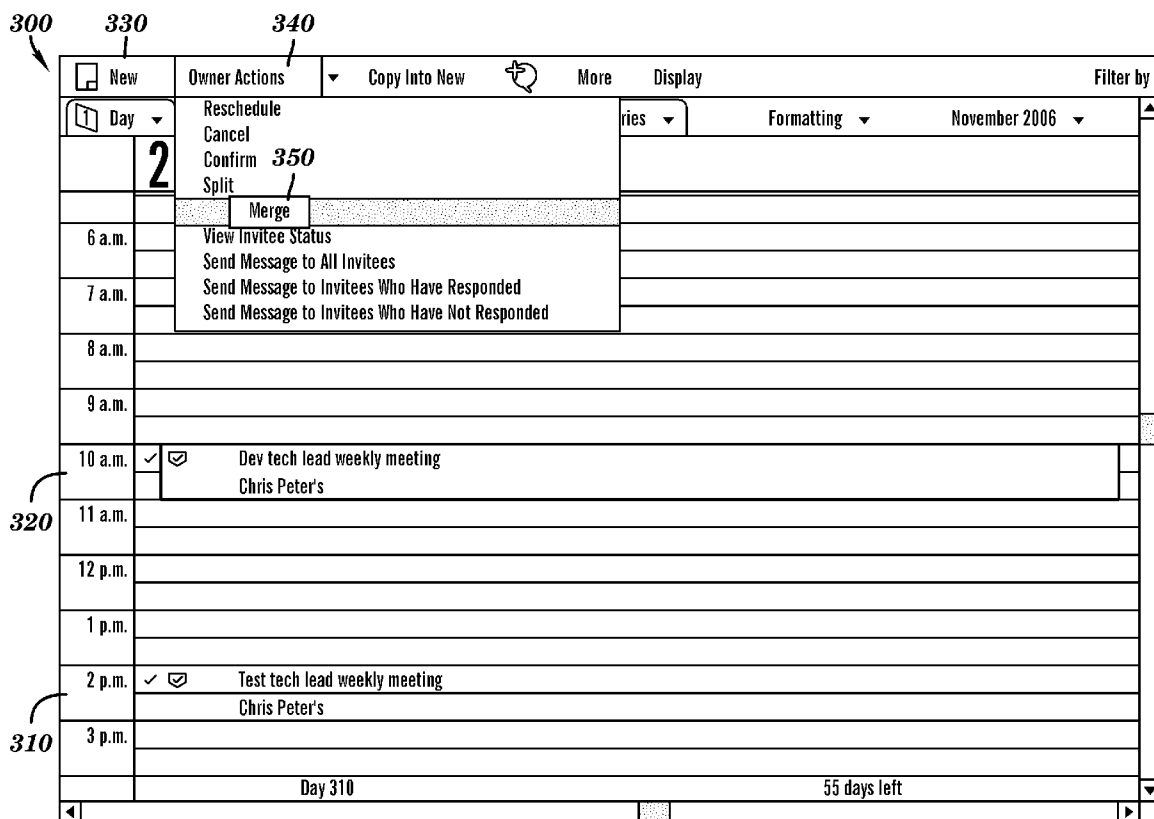 300 330 340
New Owner Actions Copy Into New More Display Filter by
1 Day ries Formatting November 2006
Reschedule
Cancel
Confirm 350
Split
2
Merge
View Invitee Status
Send Message to All Invitees
Send Message to Invitees Who Have Responded
Send Message to Invitees Who Have Not Responded
6 a.m.
7 a.m.
8 a.m.
9 a.m.
10 a.m. Dev tech lead weekly meeting
Chris Peter's
320
11 a.m.
12 p.m.
1 p.m.
2 p.m. Test tech lead weekly meeting
Chris Peter's
310
3 p.m.
Day 310 55 days left